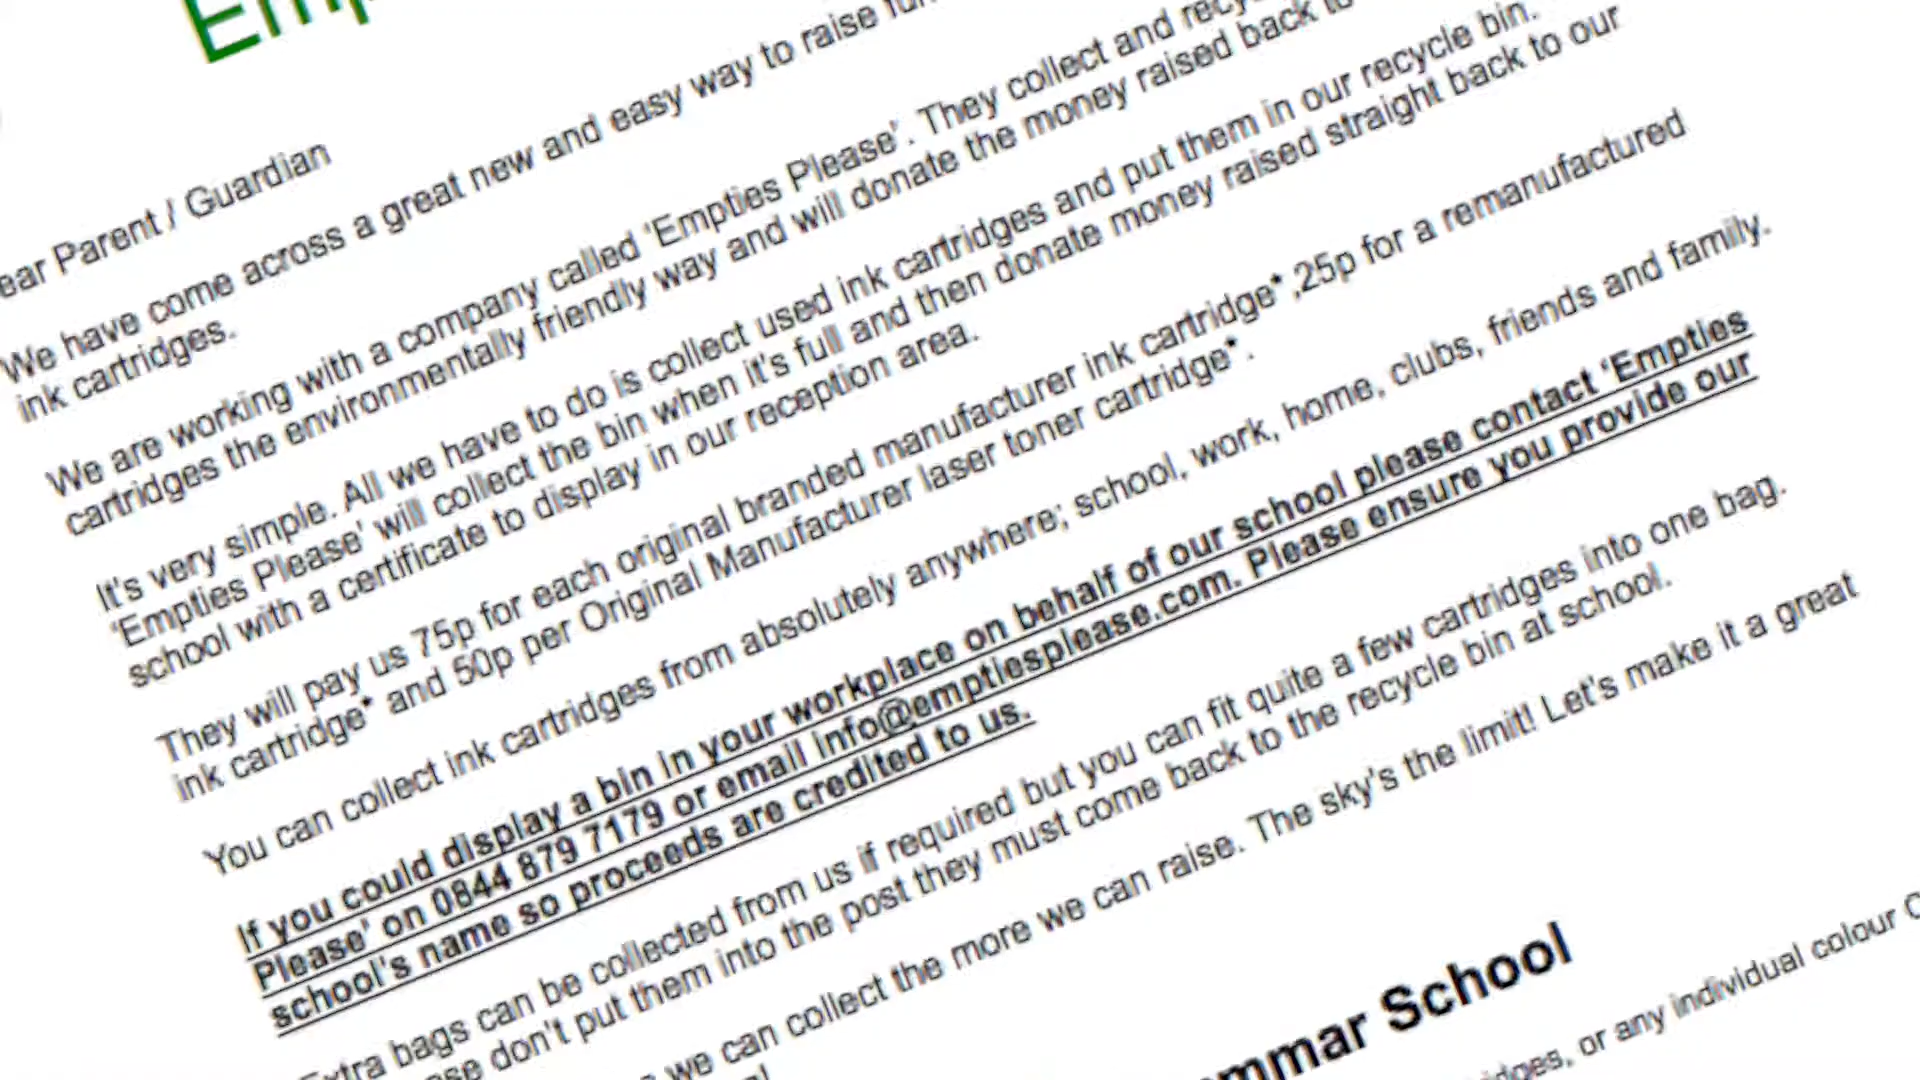 Em
ear Parent / Guardian
We have come across a great new and easy way to raise
ink cartridges.
We are working with a company called 'Empties Please'. They collect and
cartridges the environmentally friendly way and will donate the money raised back to
It's very simple. All we have to do is collect used ink cartridges and put them in our recycle bin.
'Empties Please' will collect the bin when it's full and then donate money raised straight back to our
school with a certificate to display in our reception area.
They will pay us 75p for each original branded manufacturer ink cartridge* ,25p for a remanufactured
ink cartridge* and 50p per Original Manufacturer laser toner cartridge* .
You can collect ink cartridges from absolutely anywhere; school, work, home, clubs, friends and family.
If you could display a bin in your workplace on behalf of our school please contact 'Empties
Please' on 0844 879 7179 or email info@emptiesplease.com. Please ensure you provide our
school's name so proceeds are credited to us.
Extra bags can be collected from us if required but you can fit quite a few cartridges into one bag.
se don't put them into the post they must come back to the recycle bin at school.
we can collect the more we can raise. The sky's the limit! Let's make it a great
mmar School
dges, or any individual colour